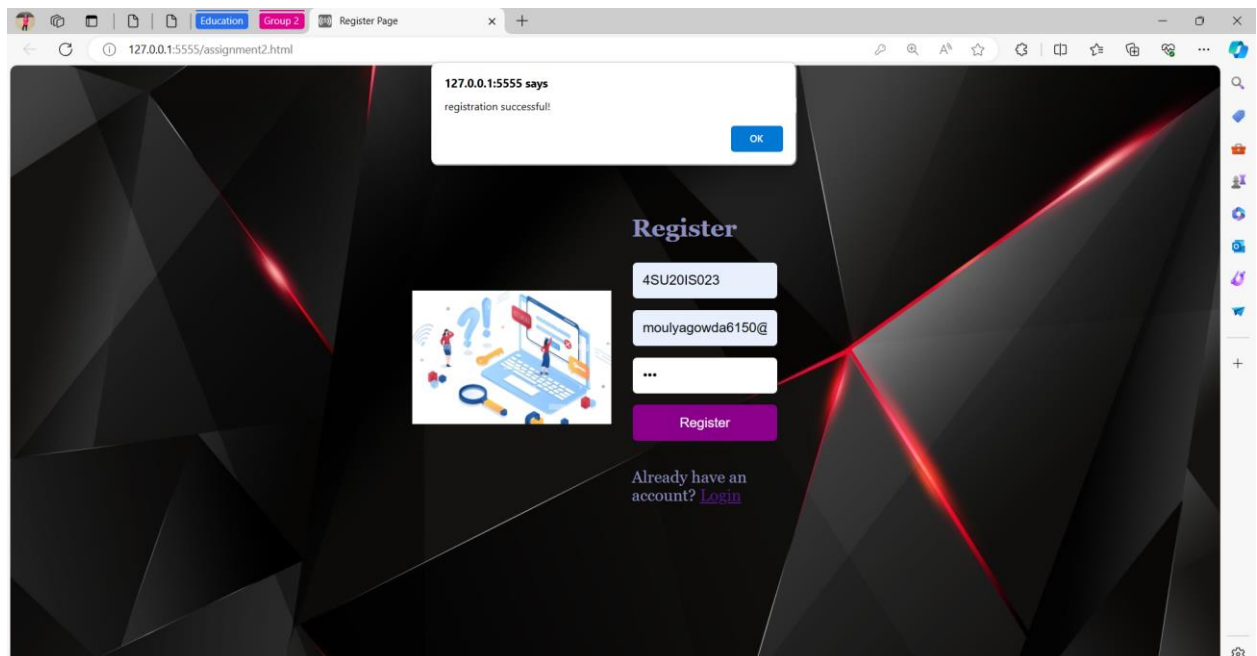 Education
Group 2
Register Page
127.0.0.1:5555/assignment2.html
127.0.0.1:5555 says
registration successful!
OK
Register
4SU20IS023
moulyagowda6150@
•••
Register
Already have an
account? Login